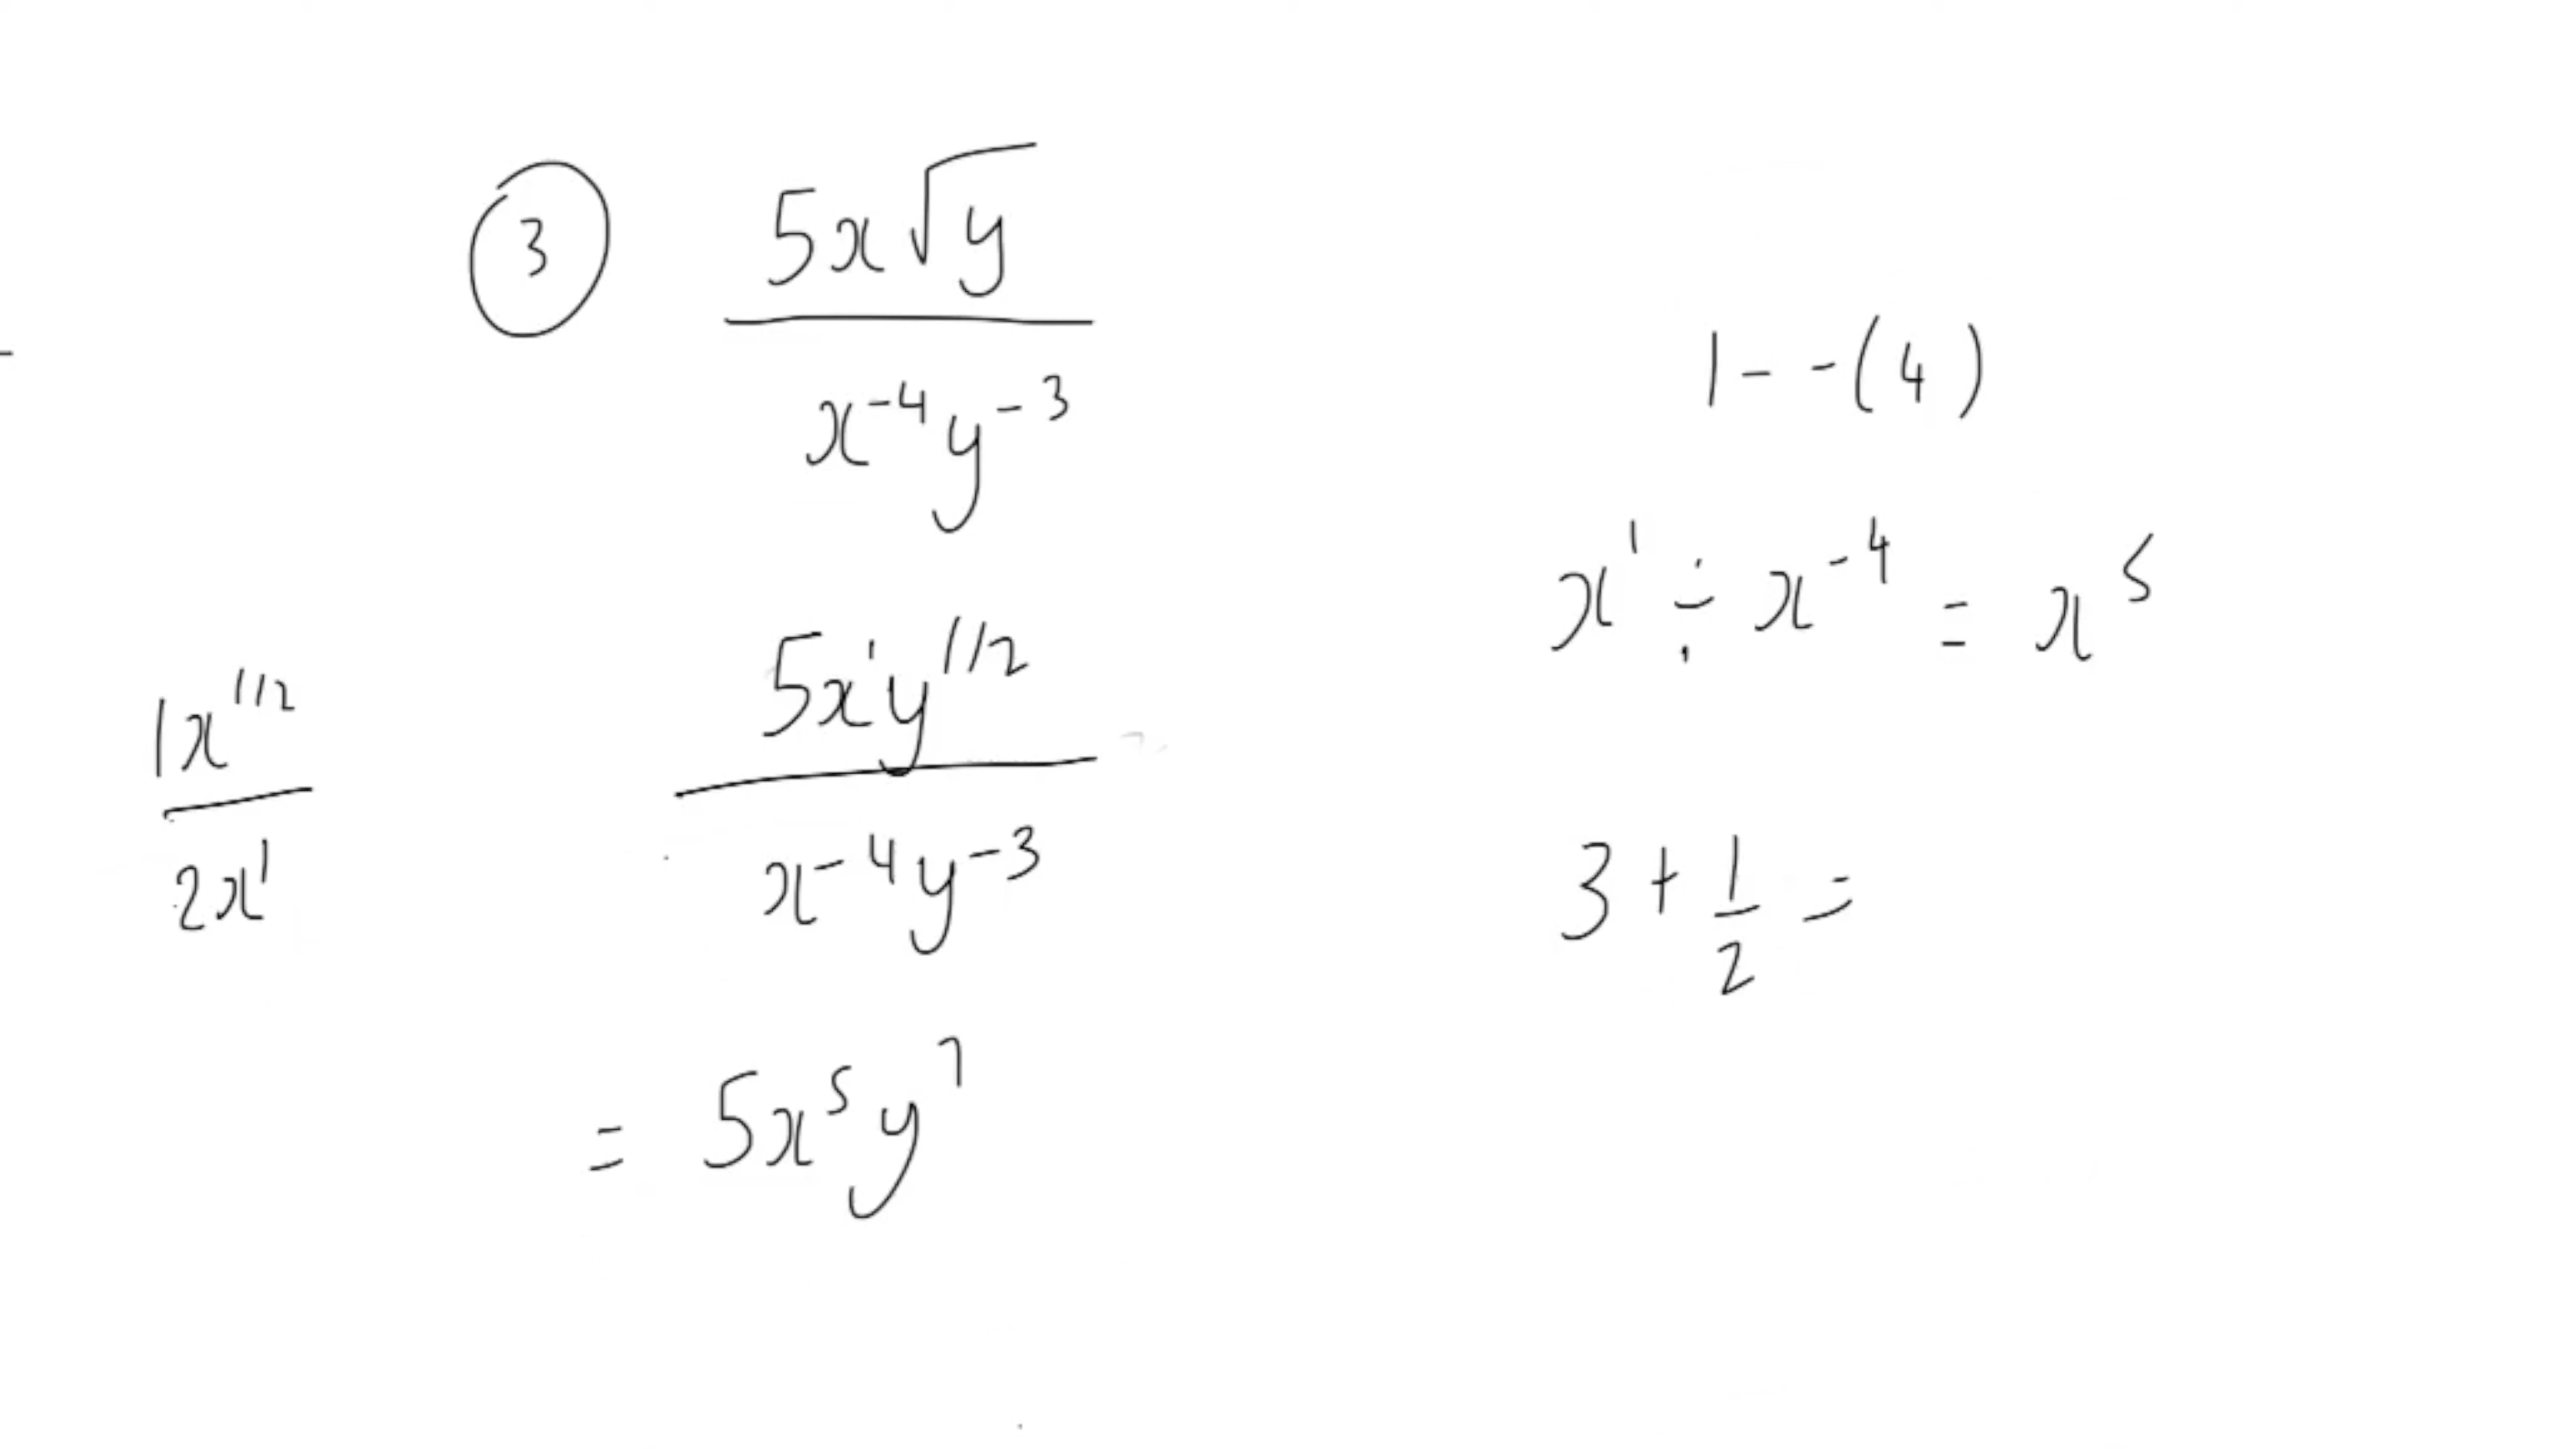 ③ 5x√y
x⁻⁴y⁻³
1 - -(4)
x¹ ÷ x⁻⁴ = x⁵
5x¹y^1/2
x⁻⁴y⁻³
1x^1/2
2x¹
3 + 1/2 =
= 5x⁵y⁷